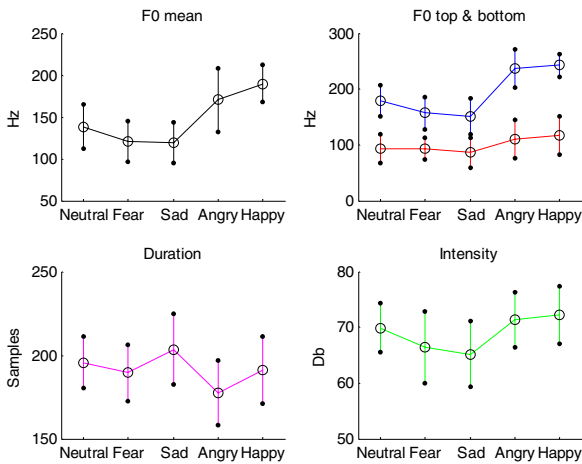 F0 mean
250
200
150
100
50
Hz
Neutral Fear Sad Angry Happy
F0 top & bottom
300
200
100
0
Hz
Neutral Fear Sad Angry Happy
Duration
250
200
150
Samples
Neutral Fear Sad Angry Happy
Intensity
80
70
60
50
Db
Neutral Fear Sad Angry Happy